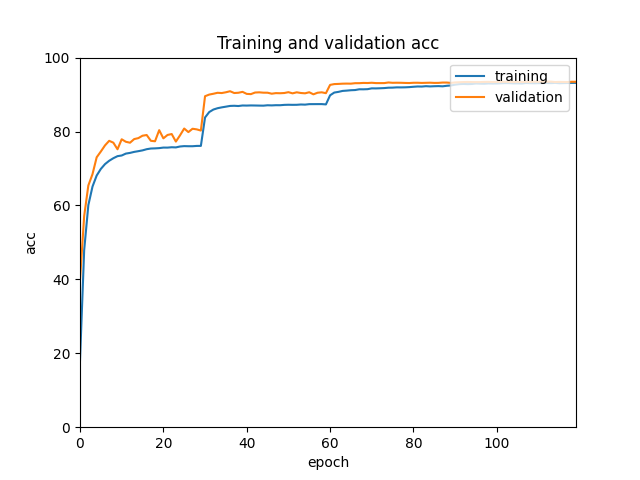 Training and validation acc
training
validation
acc
100
80
60
40
20
0
0 20 40 60 80 100
epoch